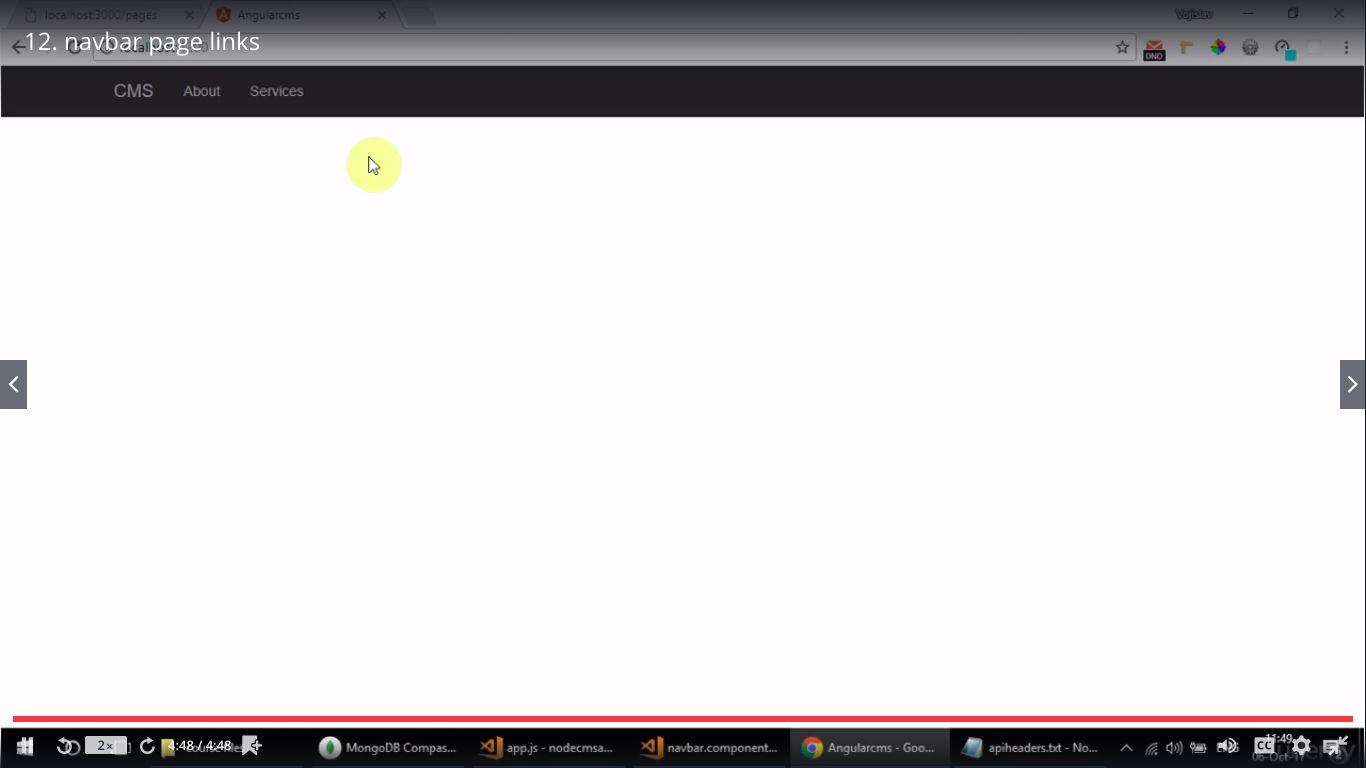 localhost:3000/pages
Angularcms
Vojislav
12. navbar page links
DND
CMS
About
Services
2×
4:48 / 4:48
MongoDB Compas...
app.js - nodecmsa...
navbar.component...
Angularcms - Goo...
apiheaders.txt - No...
CC
11:49
06-Oct-17